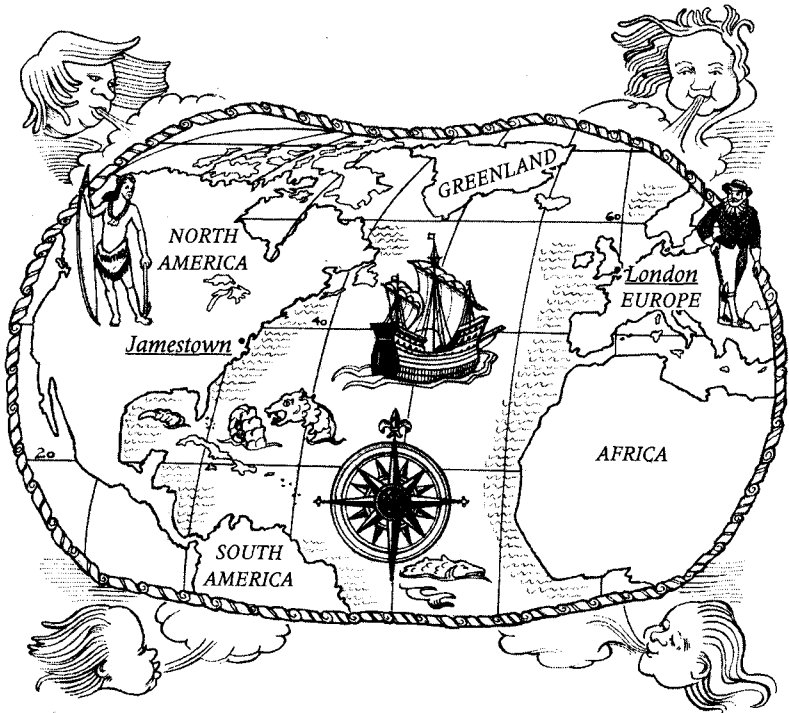 GREENLAND
60
NORTH
AMERICA
London
EUROPE
40
Jamestown
20
AFRICA
SOUTH
AMERICA